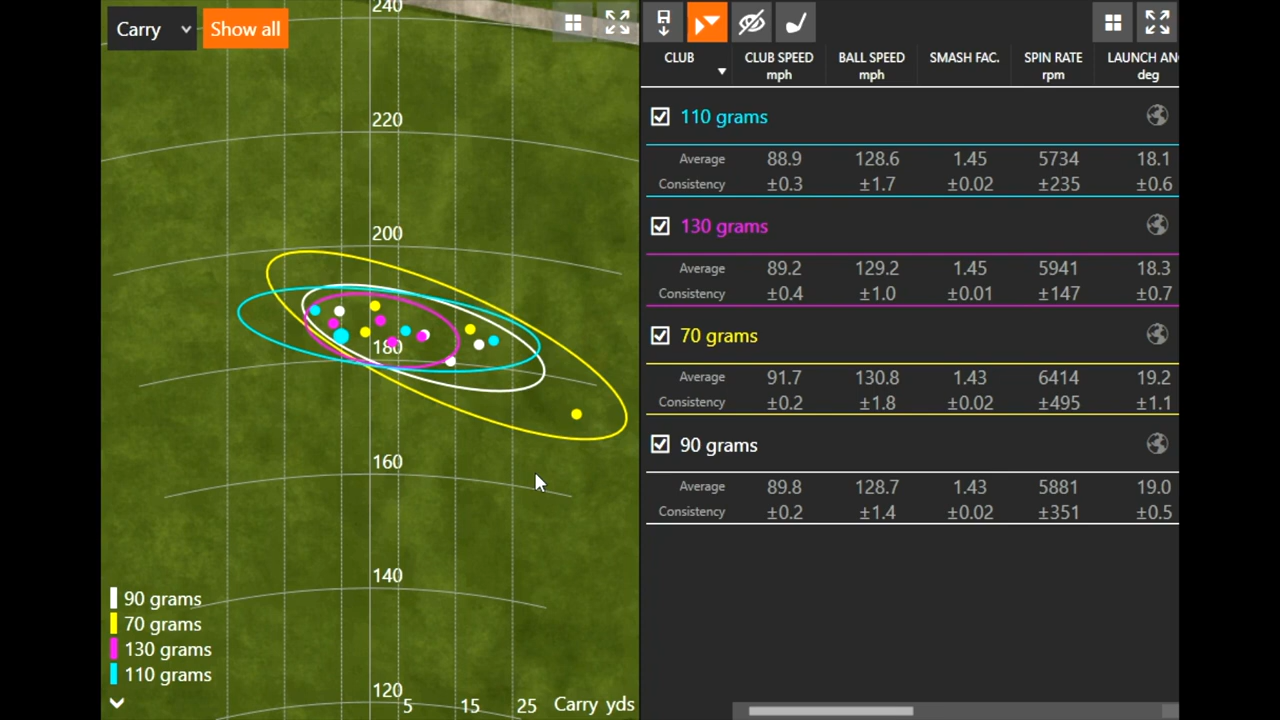 Carry
Show all
240
220
200
180
160
140
120
5 15 25 Carry yds
90 grams
70 grams
130 grams
110 grams
CLUB CLUB SPEED BALL SPEED SMASH FAC. SPIN RATE LAUNCH AN
mph mph rpm deg
110 grams
Average 88.9 128.6 1.45 5734 18.1
Consistency ±0.3 ±1.7 ±0.02 ±235 ±0.6
130 grams
Average 89.2 129.2 1.45 5941 18.3
Consistency ±0.4 ±1.0 ±0.01 ±147 ±0.7
70 grams
Average 91.7 130.8 1.43 6414 19.2
Consistency ±0.2 ±1.8 ±0.02 ±495 ±1.1
90 grams
Average 89.8 128.7 1.43 5881 19.0
Consistency ±0.2 ±1.4 ±0.02 ±351 ±0.5